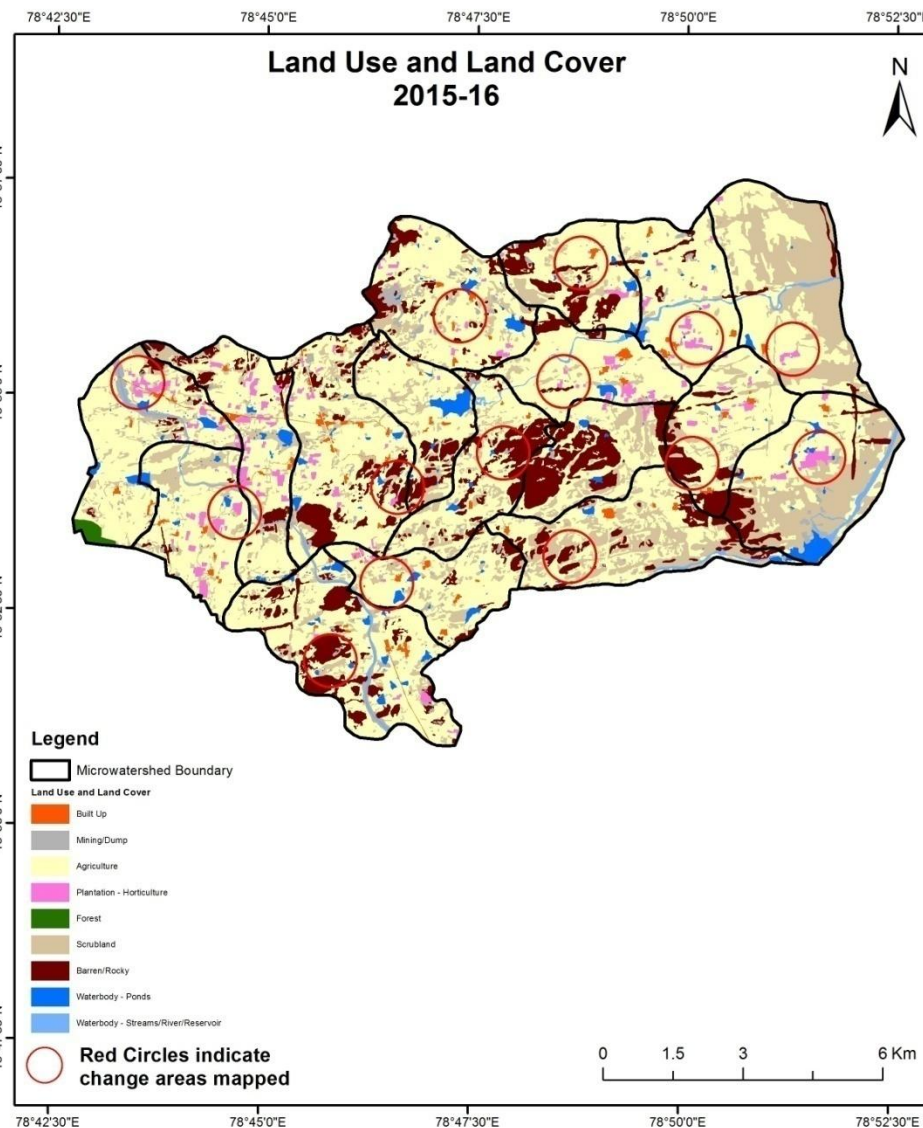 78°42'30"E 78°45'0"E 78°47'30"E 78°50'0"E 78°52'30"E
Land Use and Land Cover
2015-16
N
Legend
Microwatershed Boundary
Land Use and Land Cover
Built Up
Mining/Dump
Agriculture
Plantation - Horticulture
Forest
Scrubland
Barren/Rocky
Waterbody - Ponds
Waterbody - Streams/River/Reservoir
Red Circles indicate
change areas mapped
0 1.5 3 6 Km
78°42'30"E 78°45'0"E 78°47'30"E 78°50'0"E 78°52'30"E